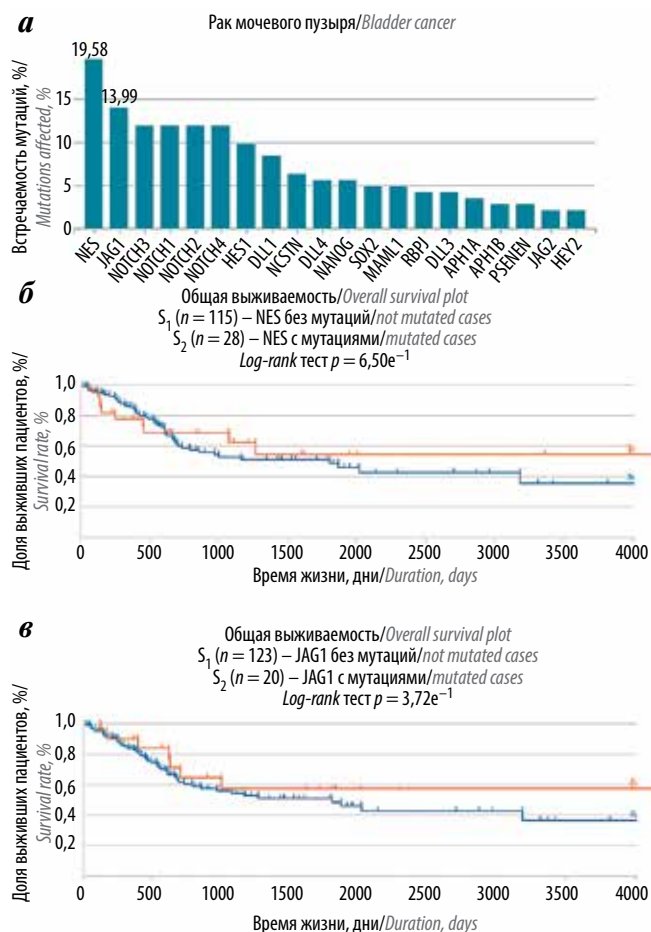 а
Рак мочевого пузыря/Bladder cancer
Встречаемость мутаций, %/
Mutations affected, %
19,58
13,99
15
10
5
0
NES
JAG1
NOTCH3
NOTCH1
NOTCH2
NOTCH4
HES1
DLL1
NCSTN
DLL4
NANOG
SOX2
MAML1
RBPJ
DLL3
APH1A
APH1B
PSENEN
JAG2
HEY2
б
Общая выживаемость/Overall survival plot
S₁ (n = 115) – NES без мутаций/not mutated cases
S₂ (n = 28) – NES с мутациями/mutated cases
Log-rank тест p = 6,50e⁻¹
Доля выживших пациентов, %/
Survival rate, %
1,0
0,8
0,6
0,4
0,2
0 500 1000 1500 2000 2500 3000 3500 4000
Время жизни, дни/Duration, days
в
Общая выживаемость/Overall survival plot
S₁ (n = 123) – JAG1 без мутаций/not mutated cases
S₂ (n = 20) – JAG1 с мутациями/mutated cases
Log-rank тест p = 3,72e⁻¹
Доля выживших пациентов, %/
Survival rate, %
1,0
0,8
0,6
0,4
0,2
0 500 1000 1500 2000 2500 3000 3500 4000
Время жизни, дни/Duration, days